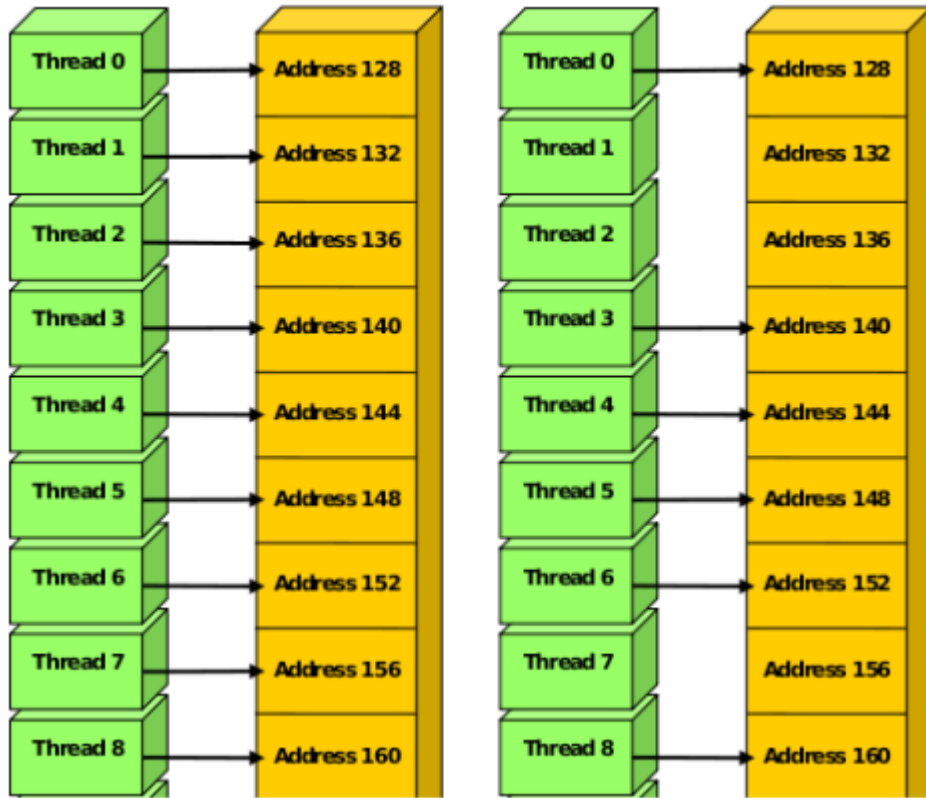 Thread 0 Address 128 Thread 0 Address 128
Thread 1 Address 132 Thread 1 Address 132
Thread 2 Address 136 Thread 2 Address 136
Thread 3 Address 140 Thread 3 Address 140
Thread 4 Address 144 Thread 4 Address 144
Thread 5 Address 148 Thread 5 Address 148
Thread 6 Address 152 Thread 6 Address 152
Thread 7 Address 156 Thread 7 Address 156
Thread 8 Address 160 Thread 8 Address 160